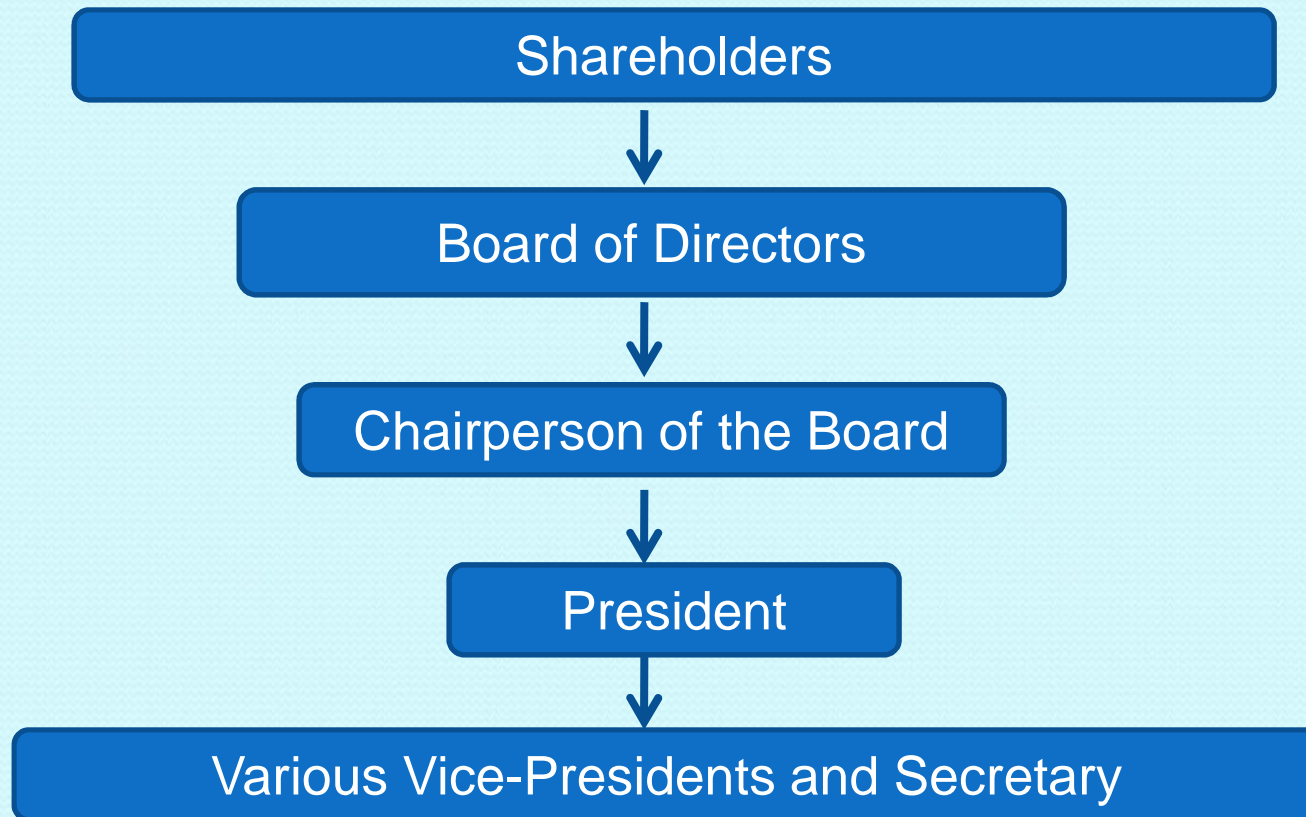 Shareholders
Board of Directors
Chairperson of the Board
President
Various Vice-Presidents and Secretary